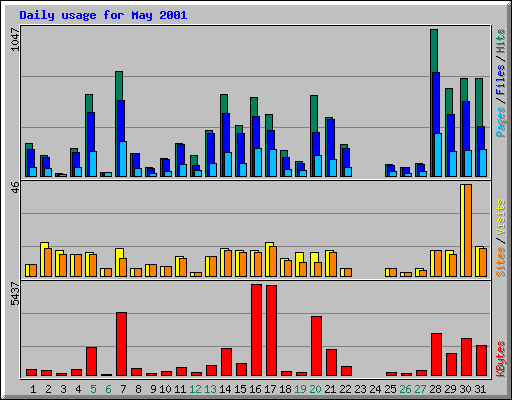 Daily usage for May 2001
1047
Pages / Files / Hits
46
Sites / Visits
5437
KBytes
1 2 3 4 5 6 7 8 9 10 11 12 13 14 15 16 17 18 19 20 21 22 23 24 25 26 27 28 29 30 31